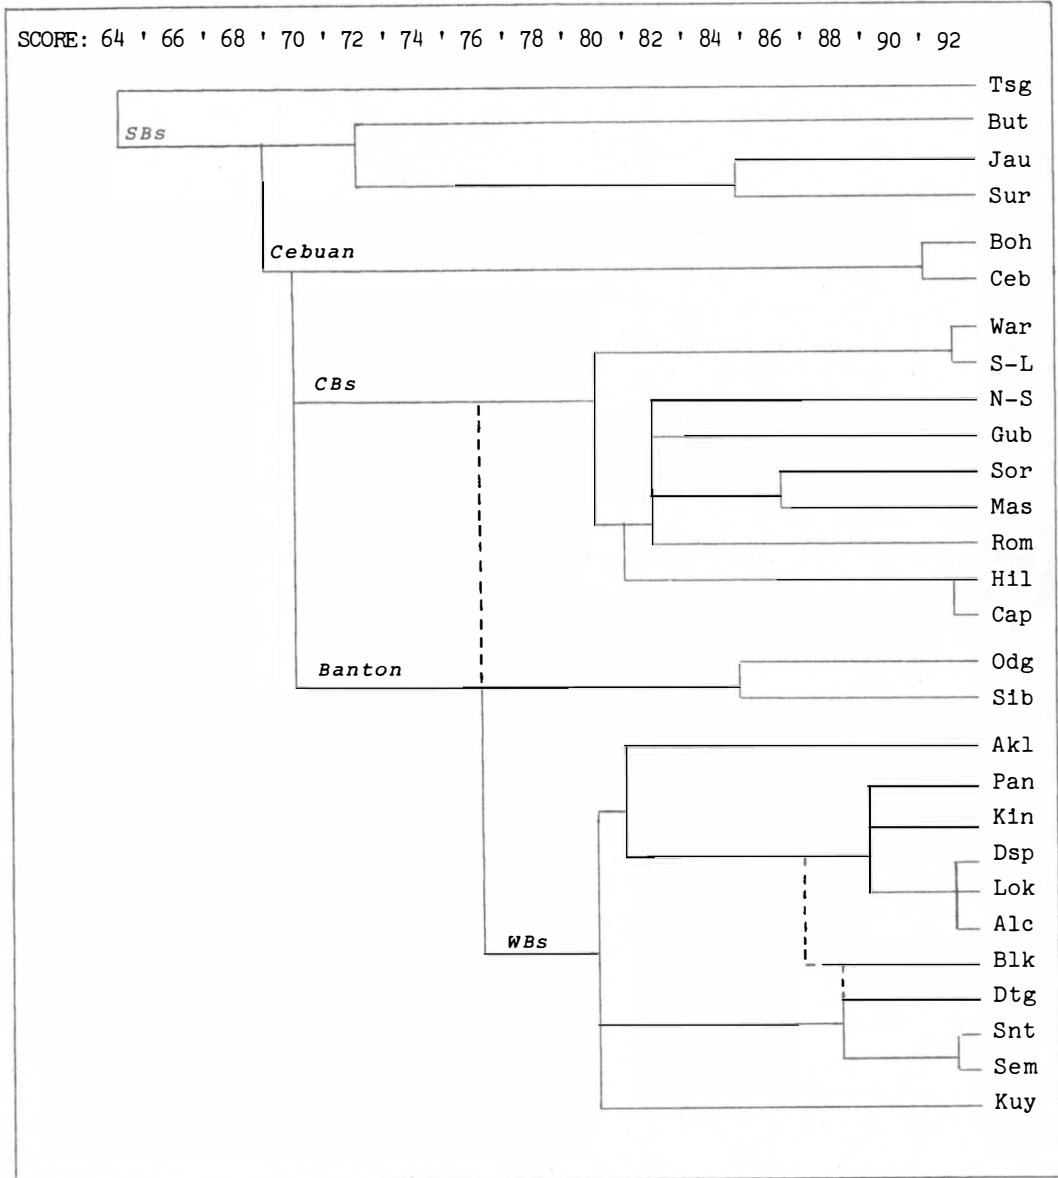 SCORE: 64 ' 66 ' 68 ' 70 ' 72 ' 74 ' 76 ' 78 ' 80 ' 82 ' 84 ' 86 ' 88 ' 90 ' 92
Tsg
SBs
But
Jau
Sur
Boh
Cebuan
Ceb
War
S-L
CBs
N-S
Gub
Sor
Mas
Rom
Hil
Cap
Odg
Banton
Sib
Akl
Pan
Kin
Dsp
Lok
Alc
WBs
Blk
Dtg
Snt
Sem
Kuy